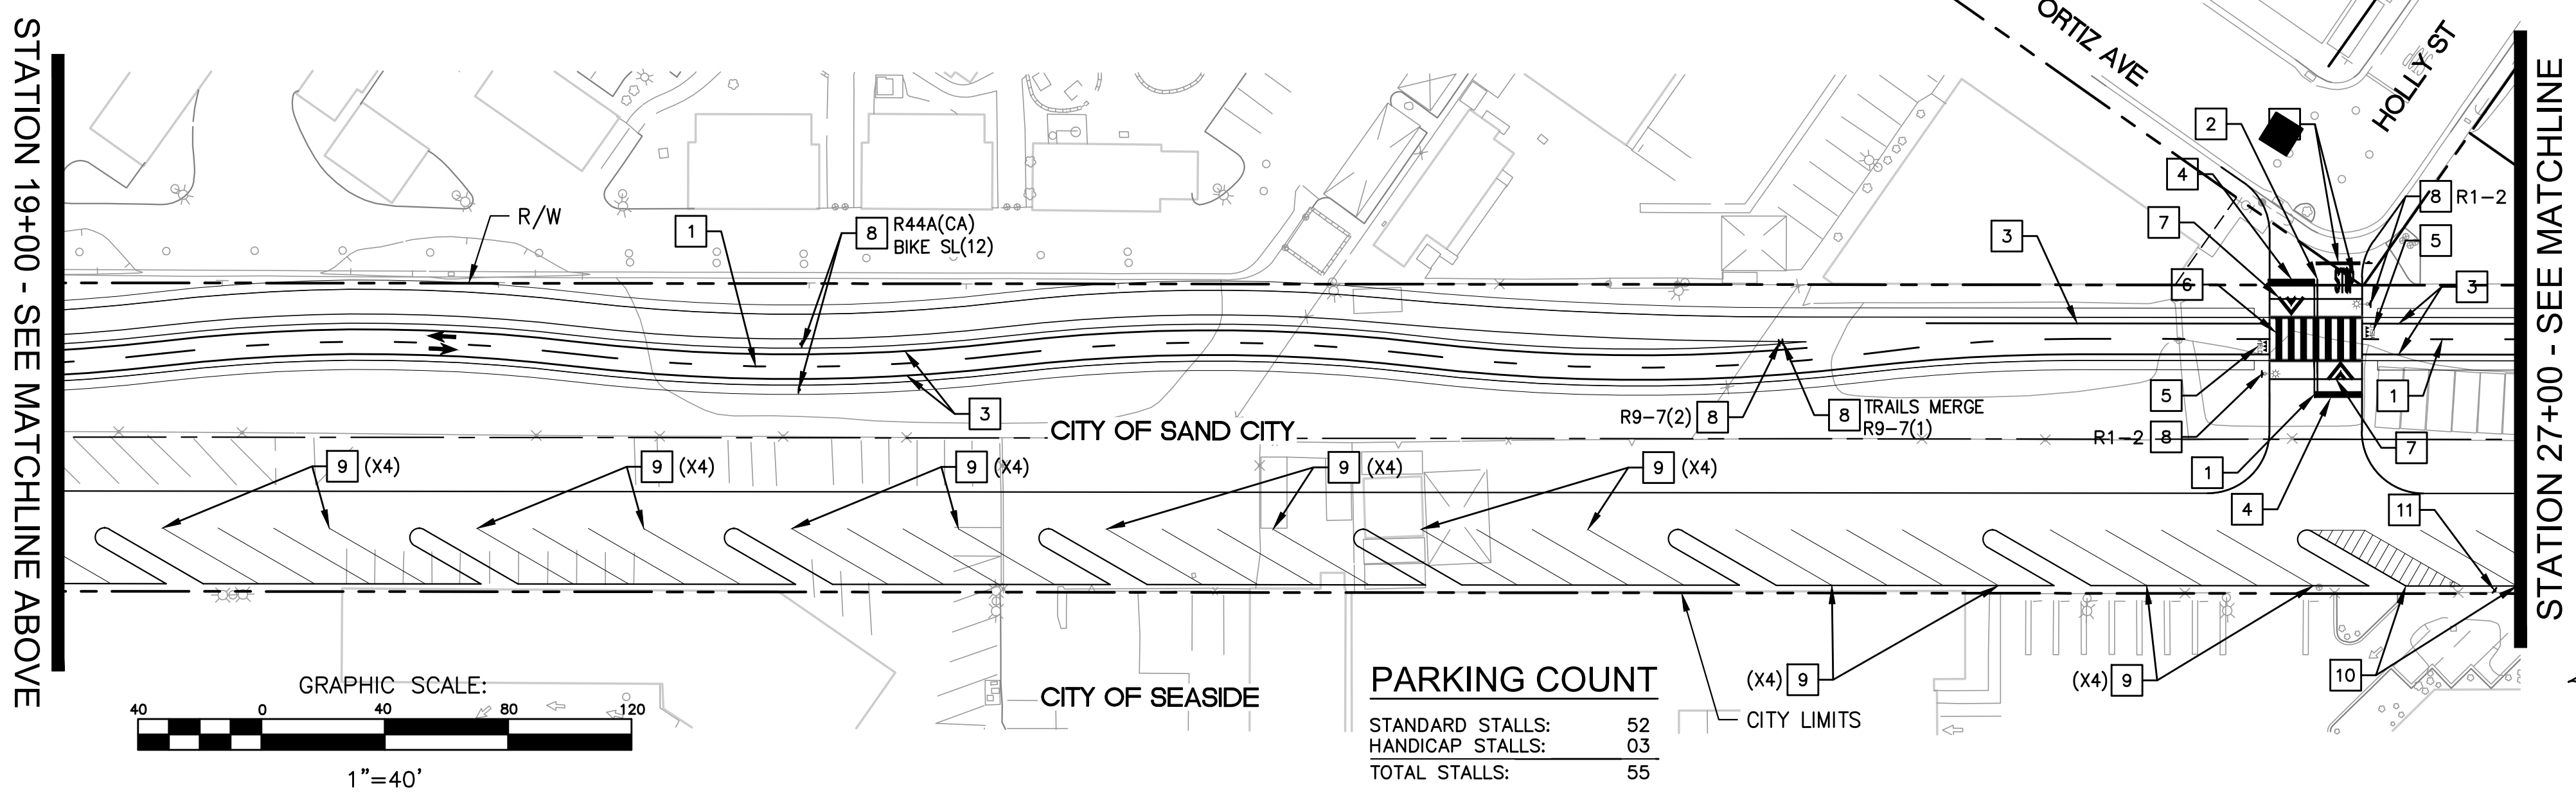 STATION 19+00 - SEE MATCHLINE ABOVE
ORTIZ AVE
HOLLY ST
STATION 27+00 - SEE MATCHLINE
R/W
1
8
R44A(CA)
BIKE SL(12)
3
2
4
7
6
8 R1-2
5
3
3
CITY OF SAND CITY
R9-7(2) 8
8 TRAILS MERGE
R9-7(1)
5
1
R1-2 8
7
1
4
11
9 (X4)
9 (X4)
9 (X4)
9 (X4)
9 (X4)
(X4) 9
(X4) 9
10
GRAPHIC SCALE:
40 0 40 80 120
1"=40'
CITY OF SEASIDE
CITY LIMITS
PARKING COUNT
STANDARD STALLS: 52
HANDICAP STALLS: 03
TOTAL STALLS: 55